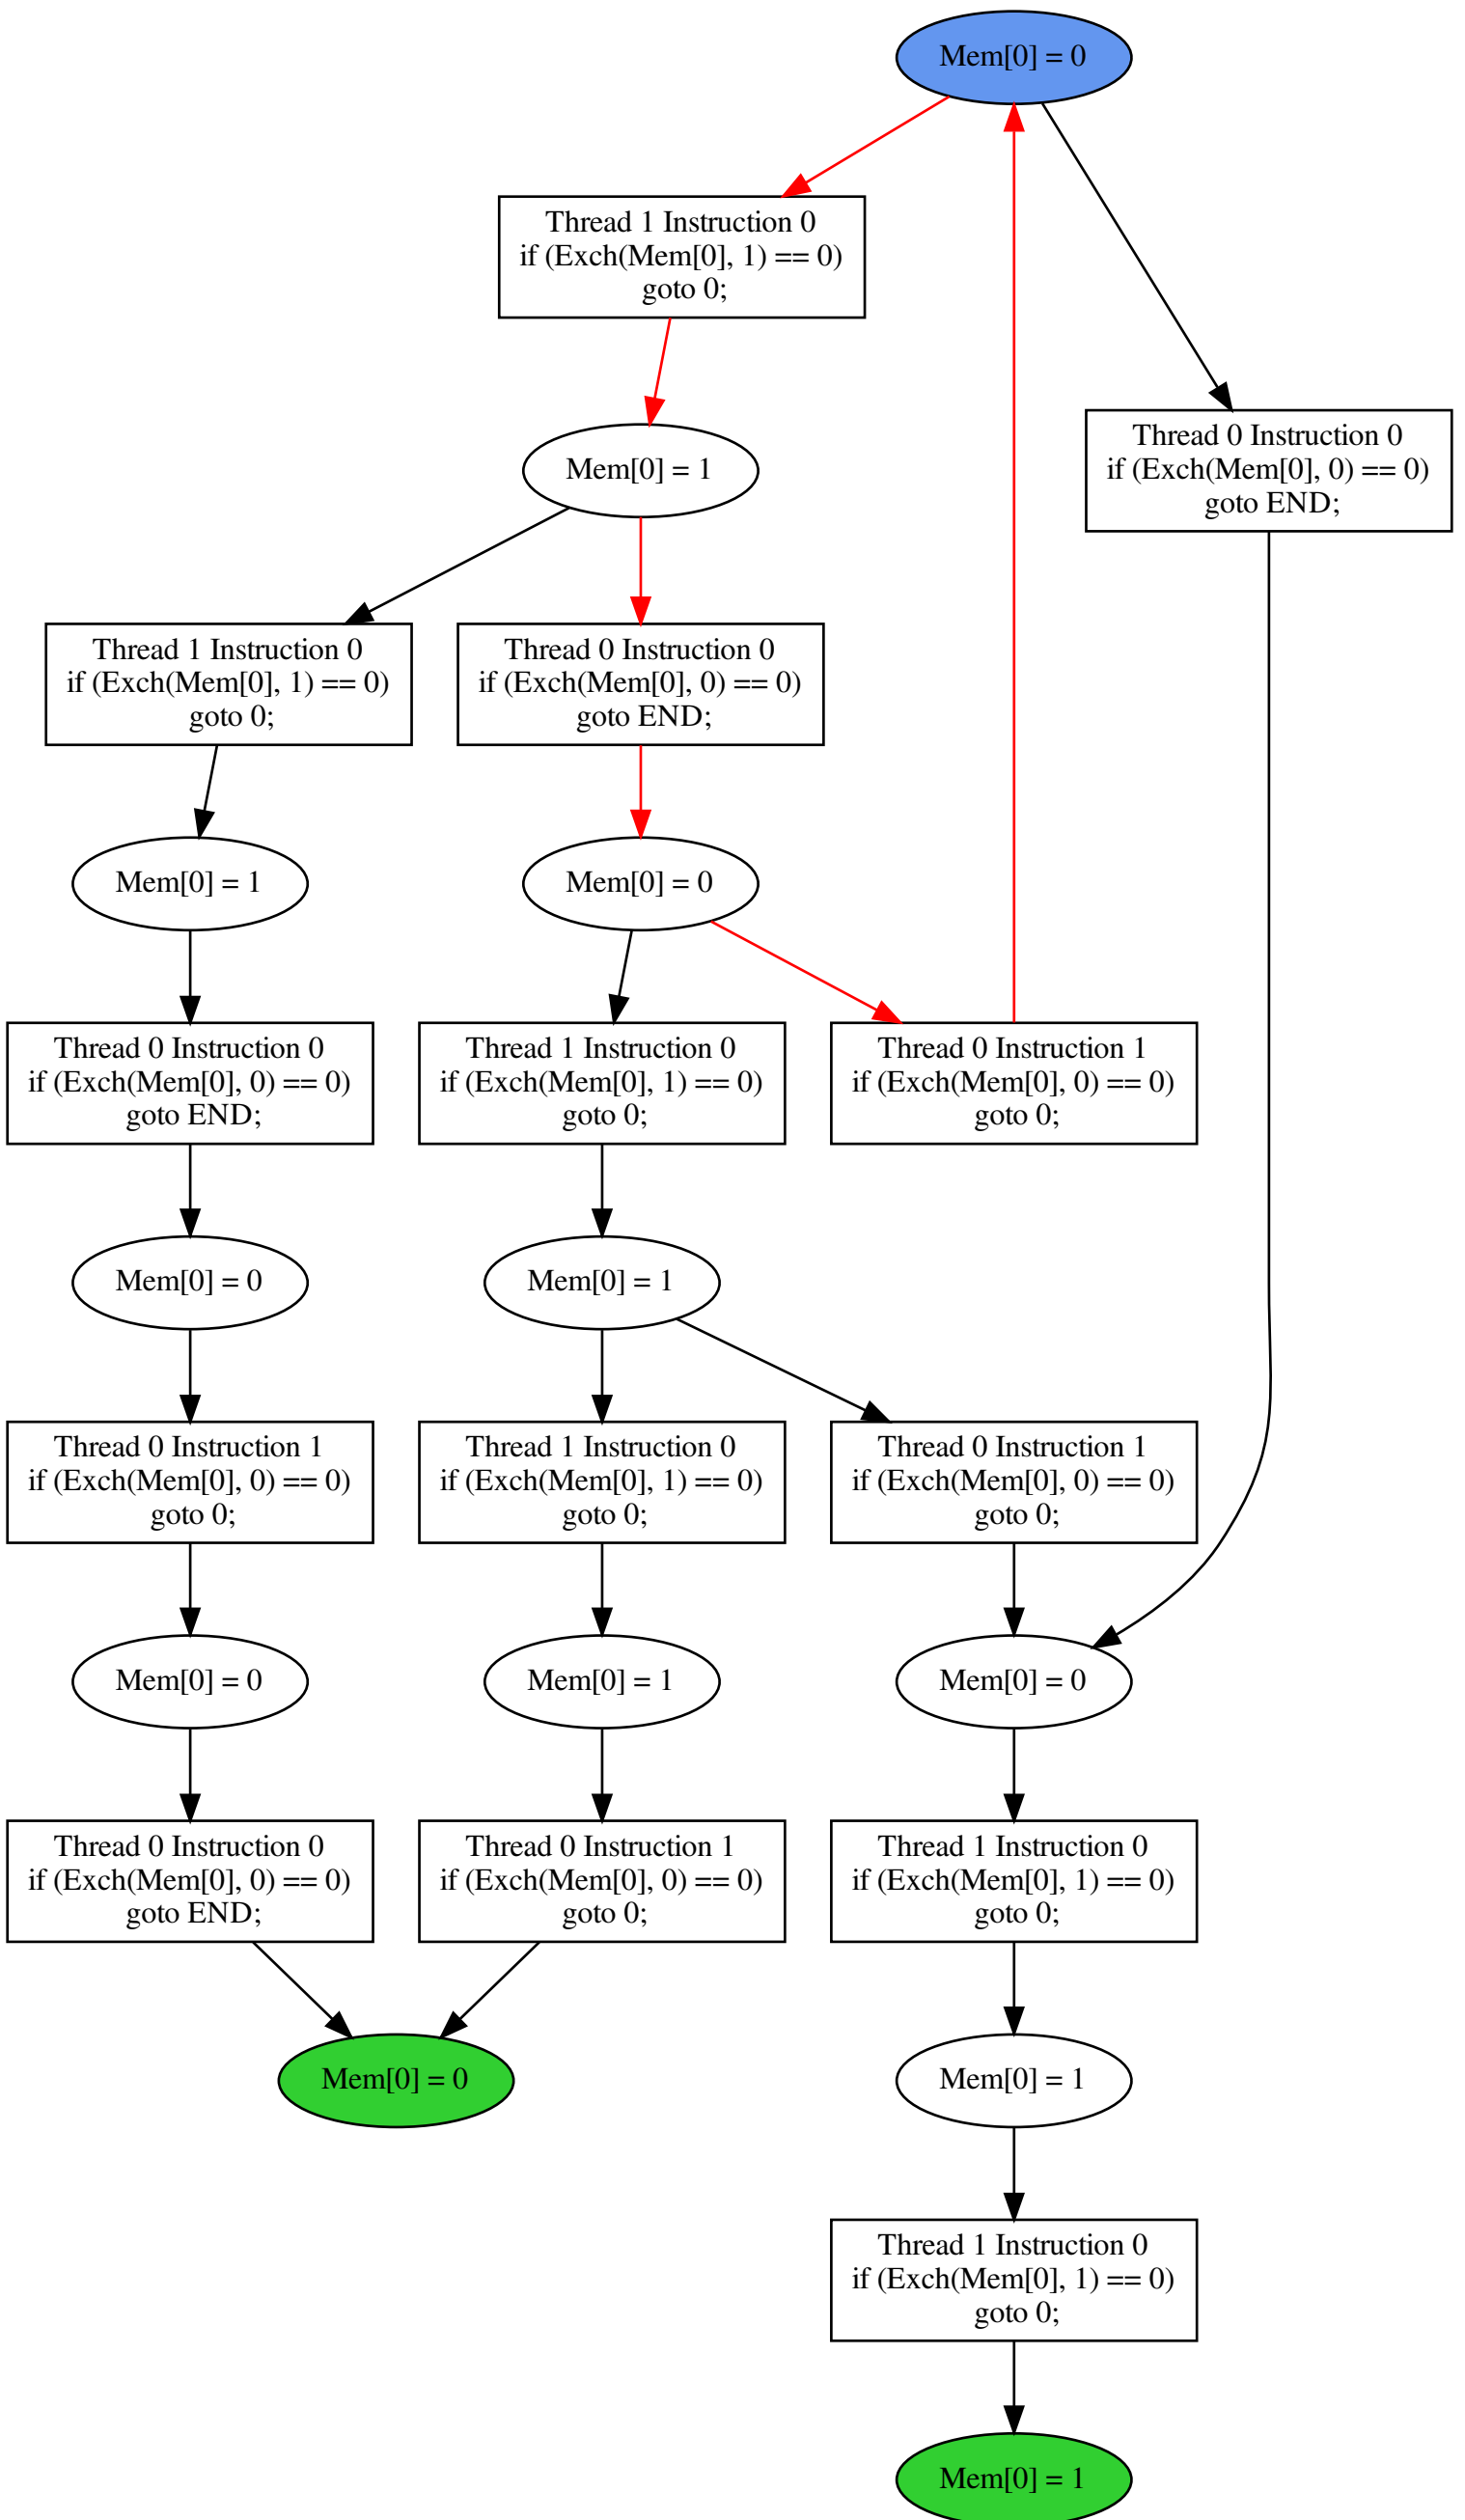 Mem[0] = 0
Thread 1 Instruction 0
if (Exch(Mem[0], 1) == 0)
goto 0;
Mem[0] = 1
Thread 0 Instruction 0
if (Exch(Mem[0], 0) == 0)
goto END;
Thread 1 Instruction 0
if (Exch(Mem[0], 1) == 0)
goto 0;
Thread 0 Instruction 0
if (Exch(Mem[0], 0) == 0)
goto END;
Mem[0] = 1
Mem[0] = 0
Thread 0 Instruction 0
if (Exch(Mem[0], 0) == 0)
goto END;
Thread 1 Instruction 0
if (Exch(Mem[0], 1) == 0)
goto 0;
Thread 0 Instruction 1
if (Exch(Mem[0], 0) == 0)
goto 0;
Mem[0] = 0
Mem[0] = 1
Thread 0 Instruction 1
if (Exch(Mem[0], 0) == 0)
goto 0;
Thread 1 Instruction 0
if (Exch(Mem[0], 1) == 0)
goto 0;
Thread 0 Instruction 1
if (Exch(Mem[0], 0) == 0)
goto 0;
Mem[0] = 0
Mem[0] = 1
Mem[0] = 0
Thread 0 Instruction 0
if (Exch(Mem[0], 0) == 0)
goto END;
Thread 0 Instruction 1
if (Exch(Mem[0], 0) == 0)
goto 0;
Thread 1 Instruction 0
if (Exch(Mem[0], 1) == 0)
goto 0;
Mem[0] = 0
Mem[0] = 1
Thread 1 Instruction 0
if (Exch(Mem[0], 1) == 0)
goto 0;
Mem[0] = 1